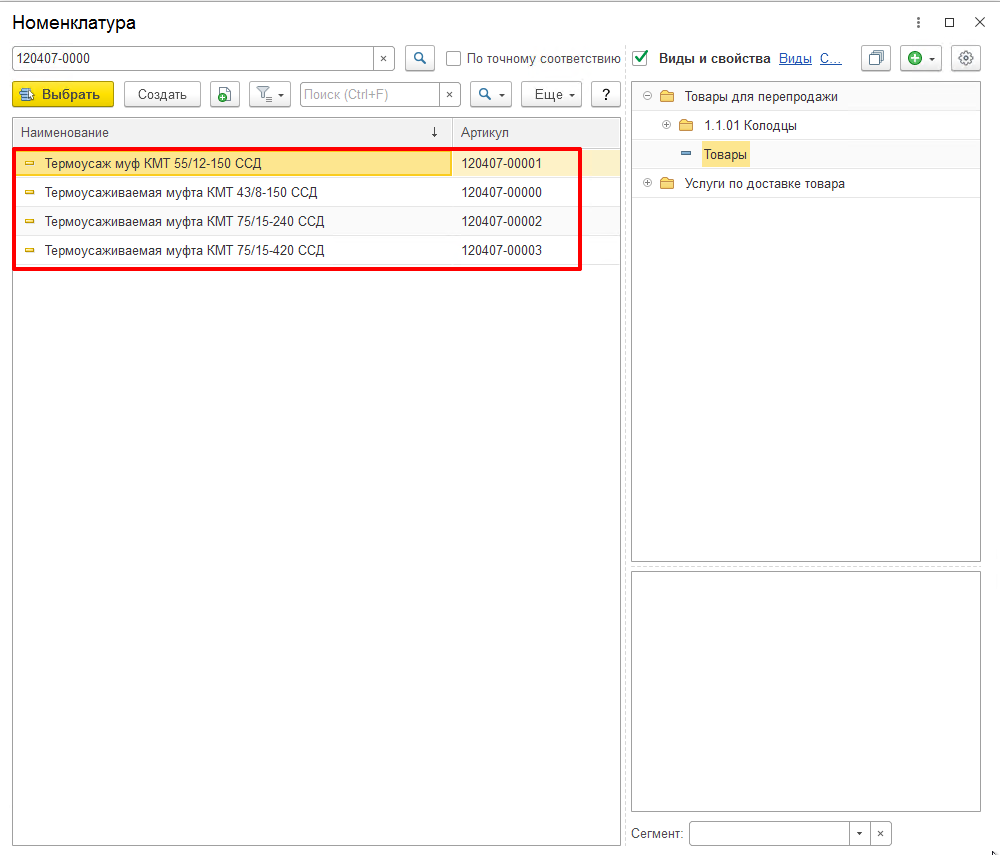 Номенклатура
120407-0000
По точному соответствию
Виды и свойства Виды С...
Выбрать
Создать
Поиск (Ctrl+F)
Еще
?
Наименование
Артикул
Термоусаж муф КМТ 55/12-150 ССД 120407-00001
Термоусаживаемая муфта КМТ 43/8-150 ССД 120407-00000
Термоусаживаемая муфта КМТ 75/15-240 ССД 120407-00002
Термоусаживаемая муфта КМТ 75/15-420 ССД 120407-00003
Товары для перепродажи
1.1.01 Колодцы
Товары
Услуги по доставке товара
Сегмент: